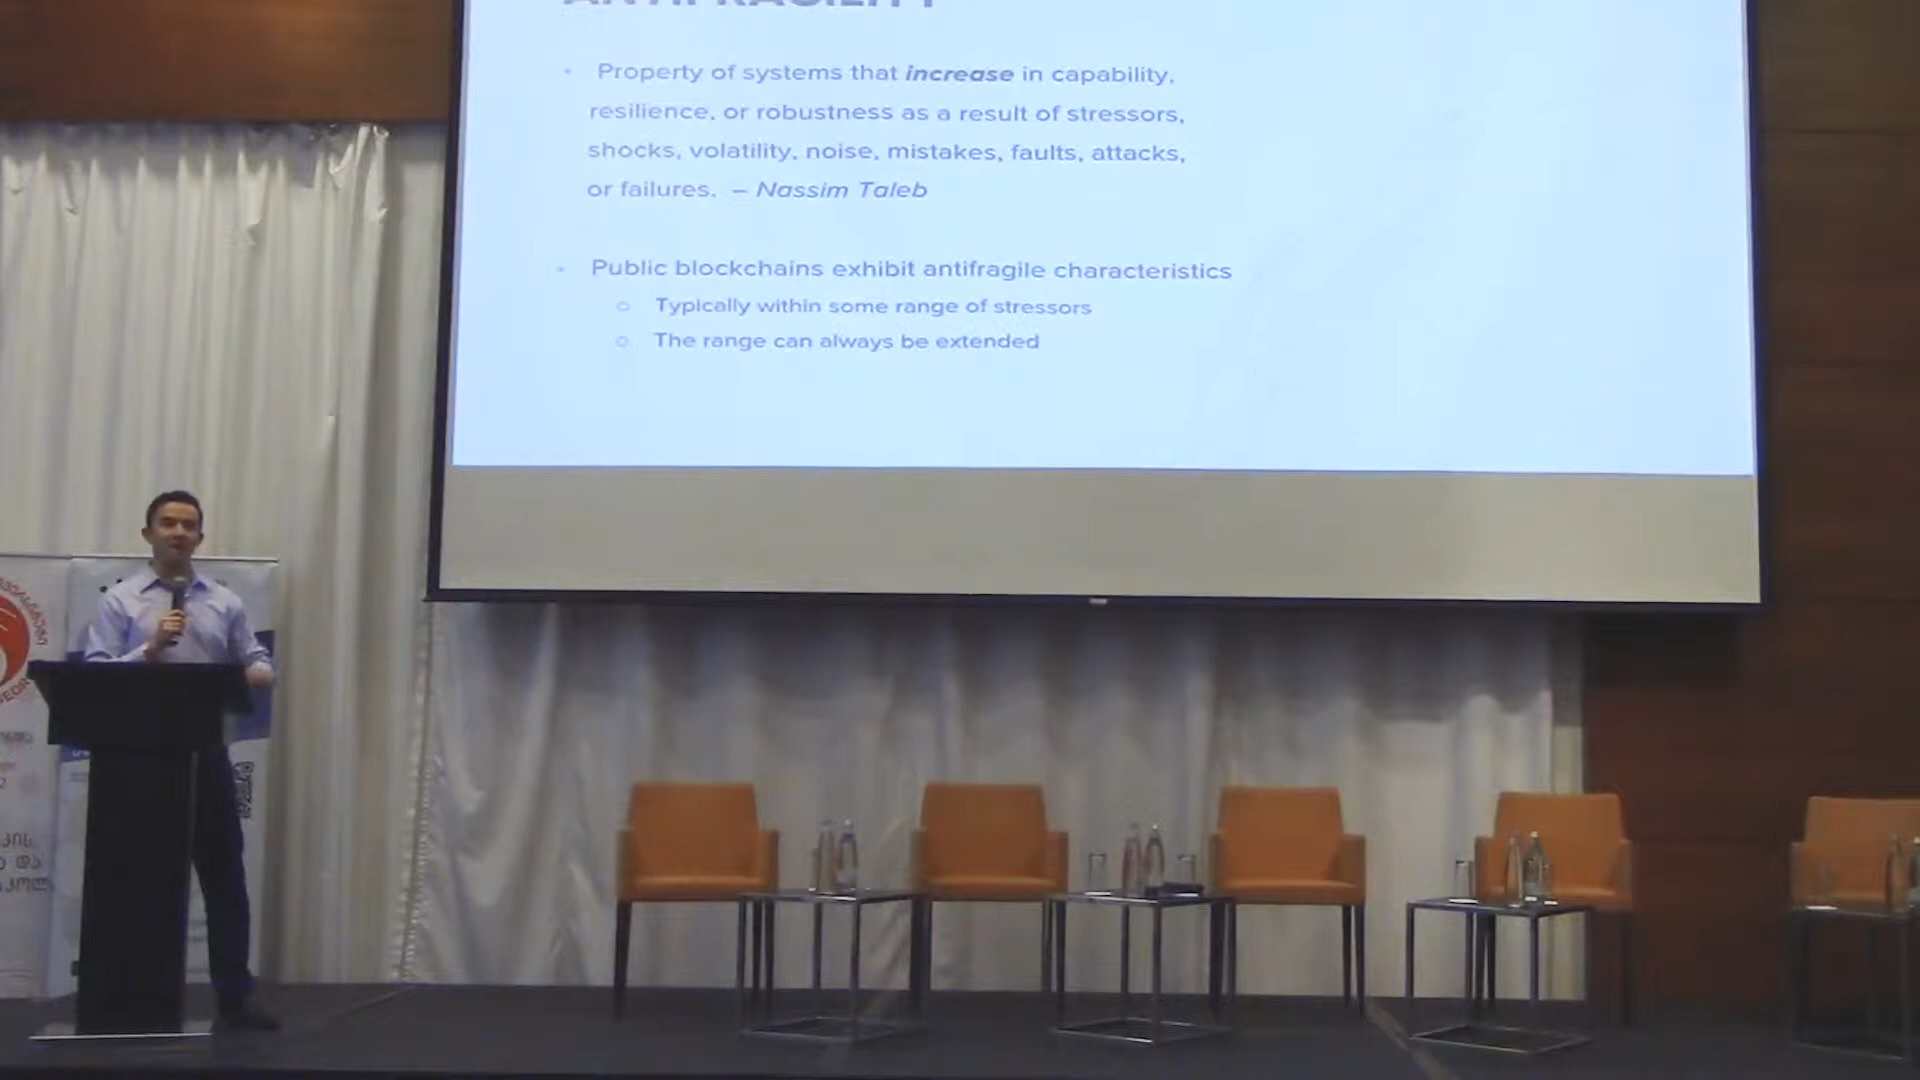 ANTIFRAGILITY
• Property of systems that increase in capability,
resilience, or robustness as a result of stressors,
shocks, volatility, noise, mistakes, faults, attacks,
or failures. – Nassim Taleb
• Public blockchains exhibit antifragile characteristics
○ Typically within some range of stressors
○ The range can always be extended